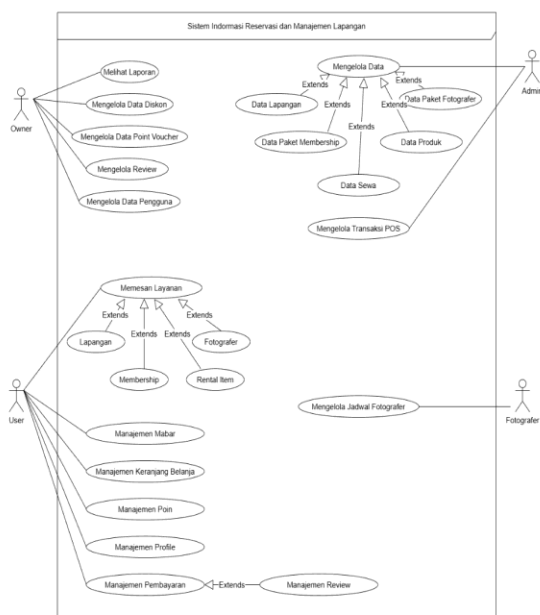 Sistem Indormasi Reservasi dan Manajemen Lapangan
Melihat Laporan
Mengelola Data Diskon
Mengelola Data Point Voucher
Mengelola Review
Mengelola Data Pengguna
Owner
Mengelola Data
Extends
Extends
Extends
Extends
Extends
Data Lapangan
Data Paket Fotografer
Data Paket Membership
Data Produk
Data Sewa
Mengelola Transaksi POS
Admin
Memesan Layanan
Extends
Extends
Extends
Extends
Lapangan
Fotografer
Membership
Rental Item
User
Mengelola Jadwal Fotografer
Fotografer
Manajemen Mabar
Manajemen Keranjang Belanja
Manajemen Poin
Manajemen Profile
Manajemen Pembayaran
Extends
Manajemen Review